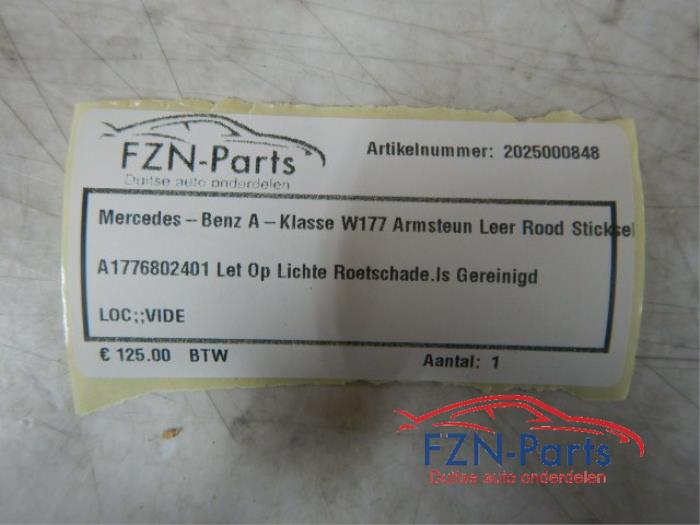 FZN-Parts
Duitse auto onderdelen
Artikelnummer: 2025000848
Mercedes-Benz A-Klasse W177 Armsteun Leer Rood Sticksel
A1776802401 Let Op Lichte Roetschade.Is Gereinigd
LOC;;VIDE
€ 125.00 BTW
Aantal: 1
FZN-Parts
Duitse auto onderdelen